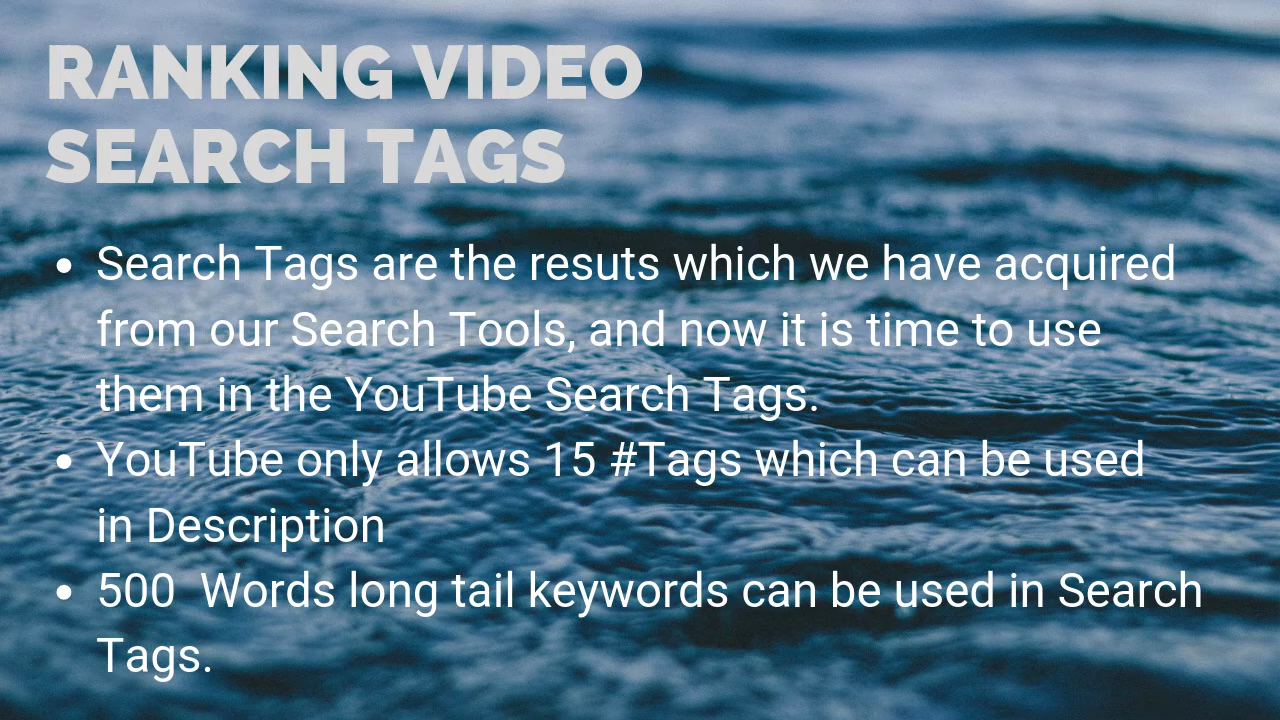 RANKING VIDEO
SEARCH TAGS
• Search Tags are the resuts which we have acquired
from our Search Tools, and now it is time to use
them in the YouTube Search Tags.
• YouTube only allows 15 #Tags which can be used
in Description
• 500  Words long tail keywords can be used in Search
Tags.